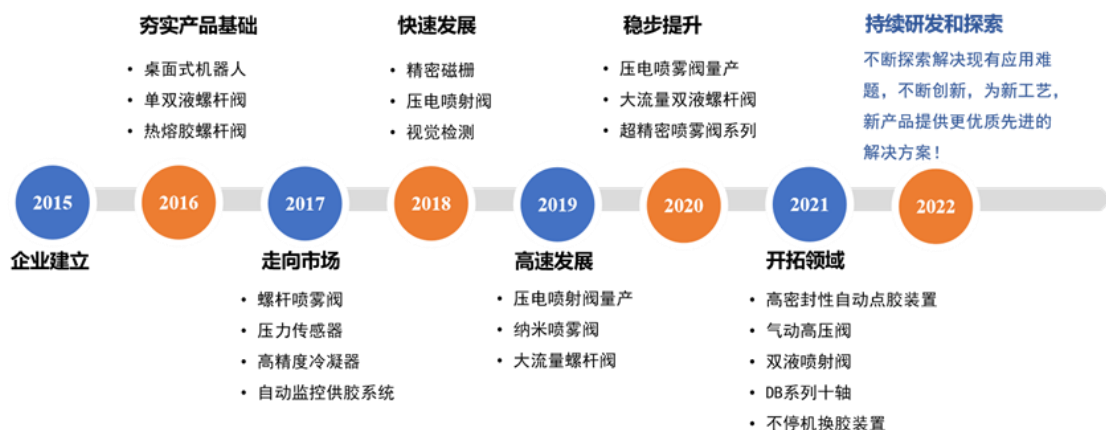 夯实产品基础
• 桌面式机器人
• 单双液螺杆阀
• 热熔胶螺杆阀
快速发展
• 精密磁栅
• 压电喷射阀
• 视觉检测
稳步提升
• 压电喷雾阀量产
• 大流量双液螺杆阀
• 超精密喷雾阀系列
持续研发和探索
不断探索解决现有应用难
题，不断创新，为新工艺，
新产品提供更优质先进的
解决方案！
2015
2016
2017
2018
2019
2020
2021
2022
企业建立
走向市场
• 螺杆喷雾阀
• 压力传感器
• 高精度冷凝器
• 自动监控供胶系统
高速发展
• 压电喷射阀量产
• 纳米喷雾阀
• 大流量螺杆阀
开拓领域
• 高密封性自动点胶装置
• 气动高压阀
• 双液喷射阀
• DB系列十轴
• 不停机换胶装置